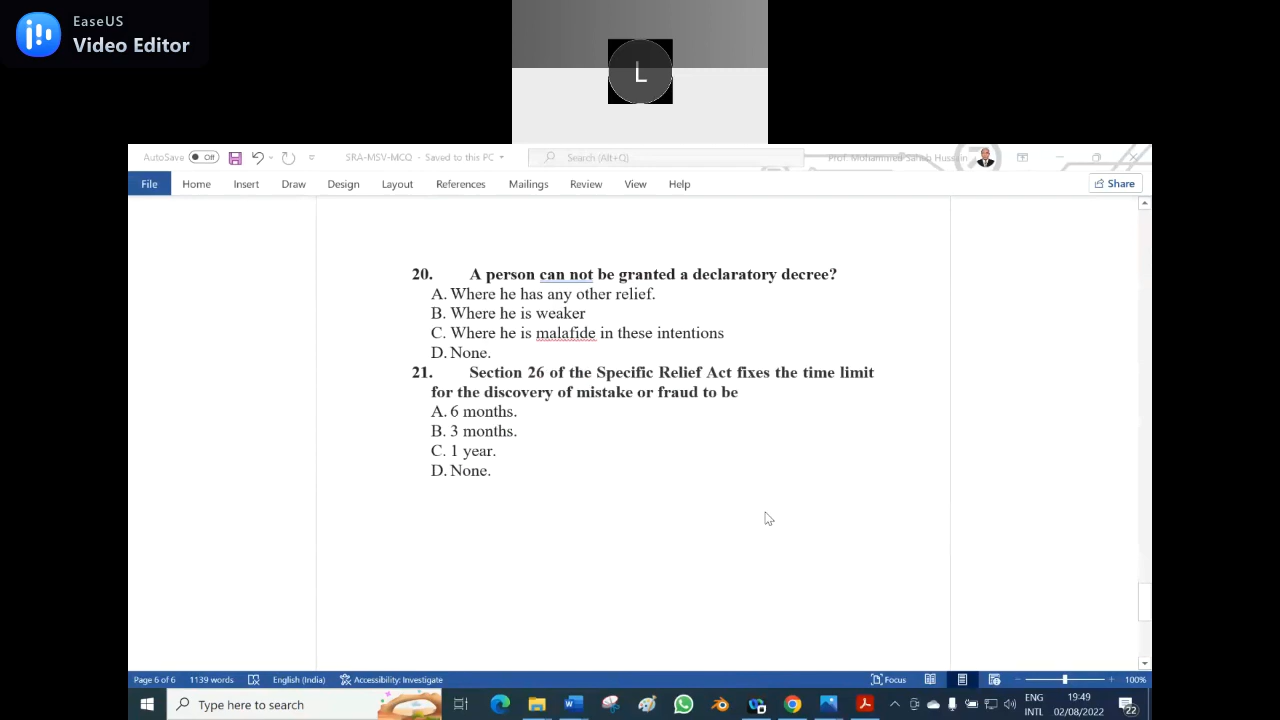 EaseUS
Video Editor
L
AutoSave Off SRA-MSV-MCQ - Saved to this PC Search (Alt+Q) Prof. Mohammed Saheb Hussain
File Home Insert Draw Design Layout References Mailings Review View Help Share
20. A person can not be granted a declaratory decree?
A. Where he has any other relief.
B. Where he is weaker
C. Where he is malafide in these intentions
D. None.
21. Section 26 of the Specific Relief Act fixes the time limit
for the discovery of mistake or fraud to be
A. 6 months.
B. 3 months.
C. 1 year.
D. None.
Page 6 of 6 1139 words English (India) Accessibility: Investigate Focus 100%
Type here to search ENG 19:49
INTL 02/08/2022 22